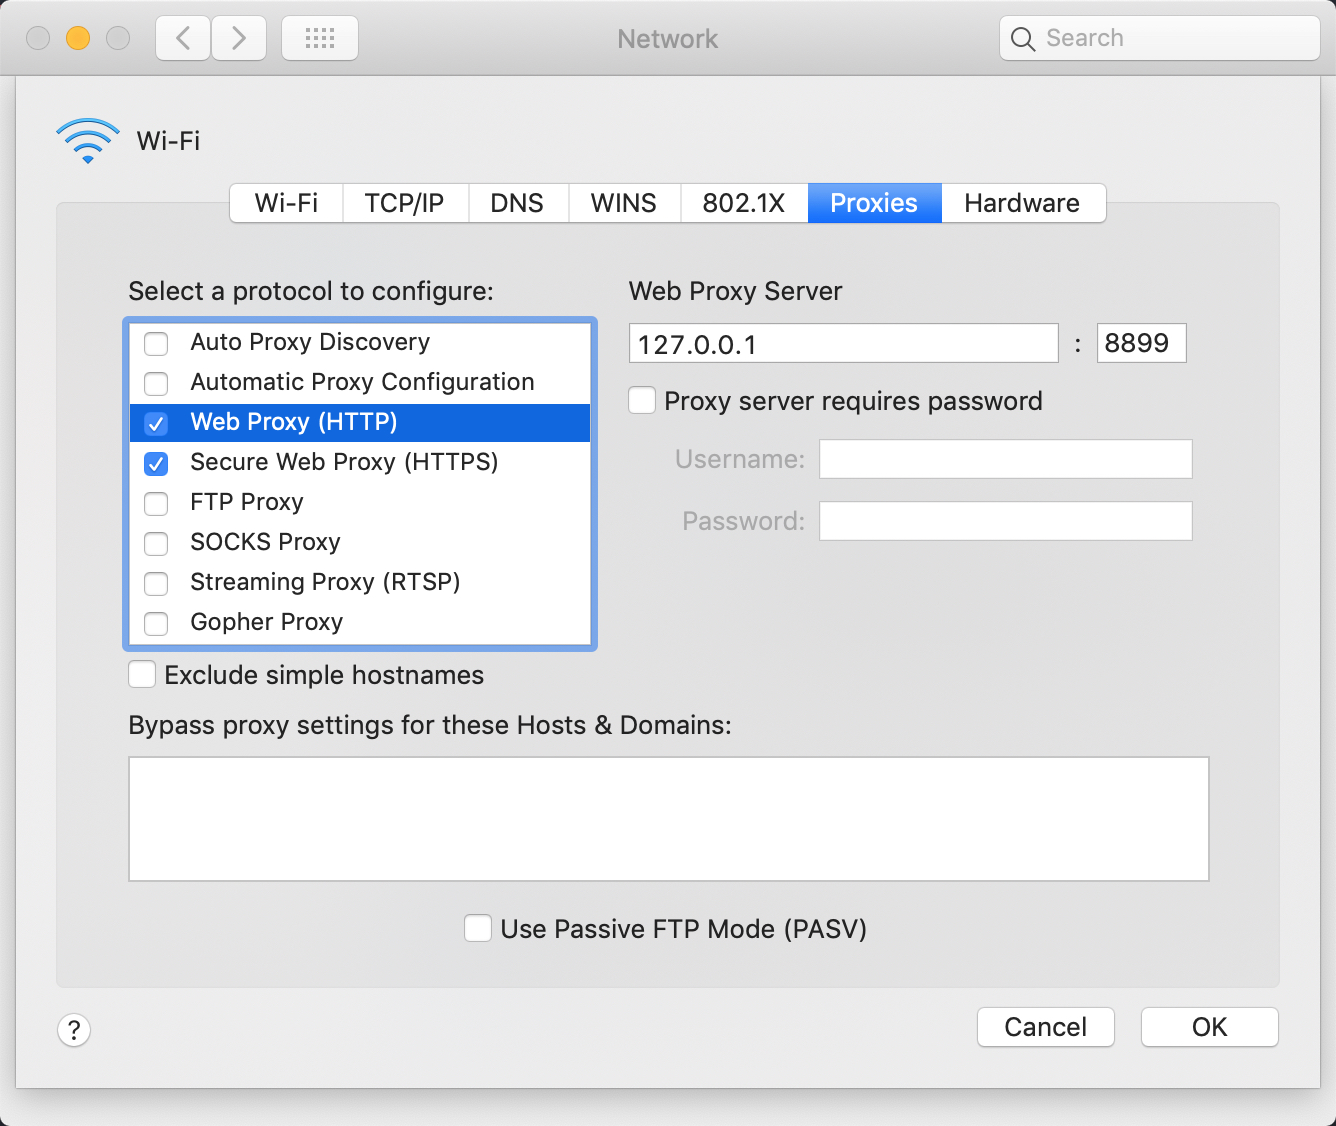 Network
Search
Wi-Fi
Wi-Fi TCP/IP DNS WINS 802.1X Proxies Hardware
Select a protocol to configure:
Auto Proxy Discovery
Automatic Proxy Configuration
Web Proxy (HTTP)
Secure Web Proxy (HTTPS)
FTP Proxy
SOCKS Proxy
Streaming Proxy (RTSP)
Gopher Proxy
Exclude simple hostnames
Web Proxy Server
127.0.0.1 : 8899
Proxy server requires password
Username:
Password:
Bypass proxy settings for these Hosts & Domains:
Use Passive FTP Mode (PASV)
?
Cancel
OK